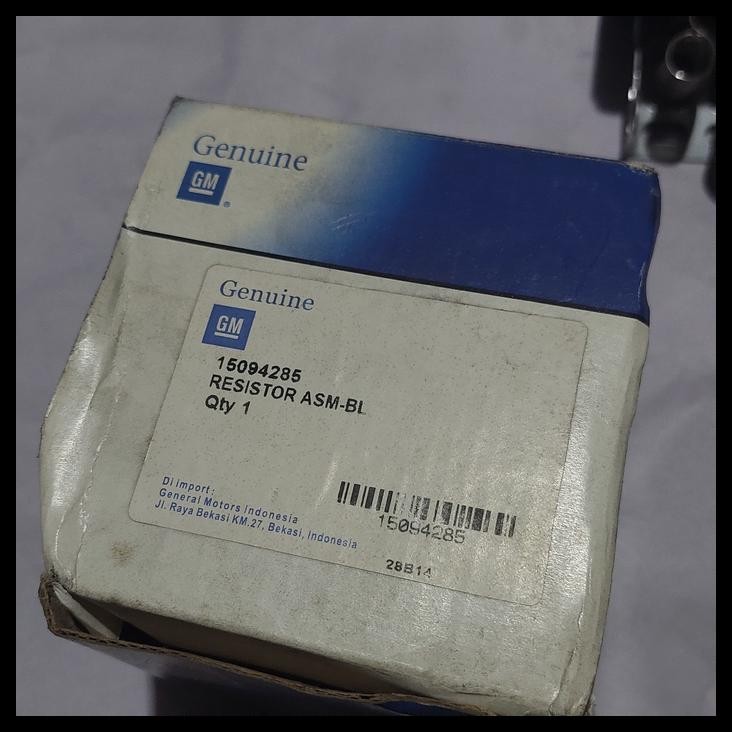 Genuine
GM
Genuine
GM
15094285
RESISTOR ASM-BL
Qty 1
Di import:
General Motors Indonesia
Jl. Raya Bekasi KM.27, Bekasi, Indonesia
15094285
28B14